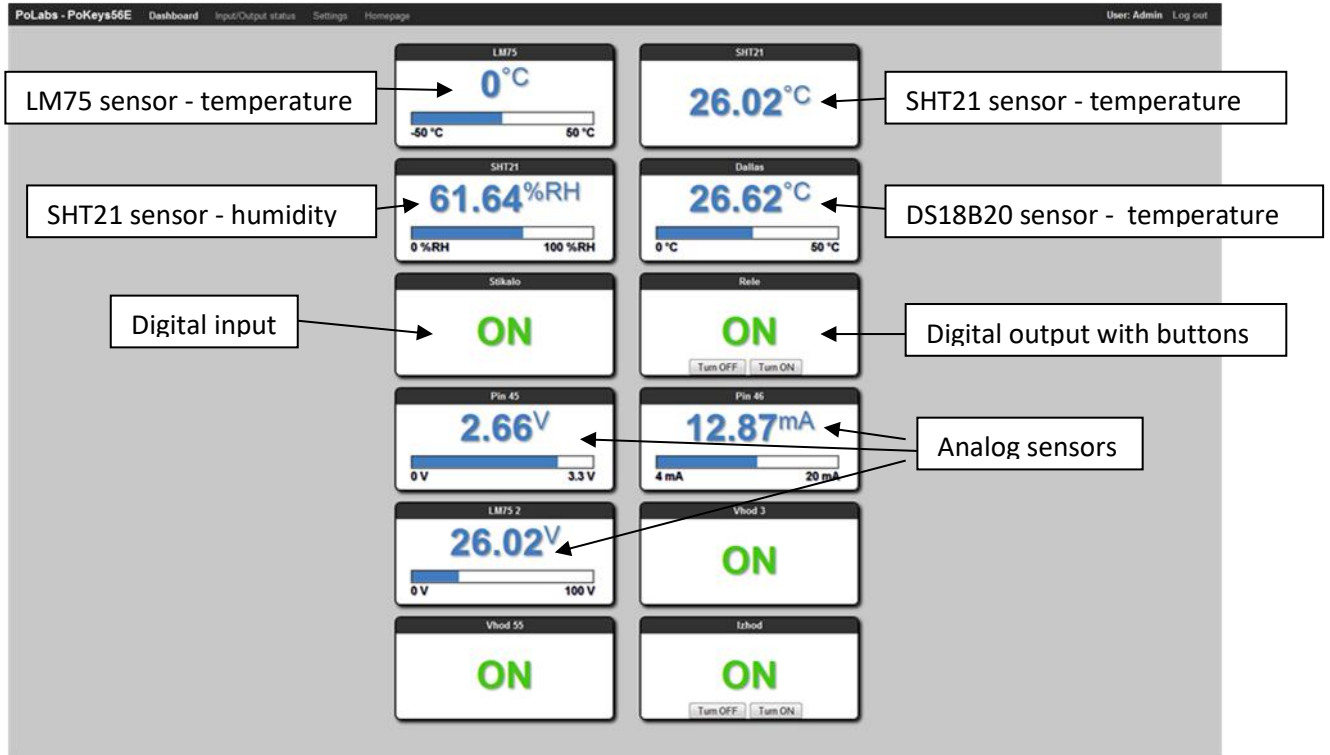 PoLabs - PoKeys56E Dashboard Input/Output status Settings Homepage User: Admin Log out
LM75
0°C
-50 °C 50 °C
SHT21
26.02°C
LM75 sensor - temperature
SHT21 sensor - temperature
SHT21
61.64%RH
0 %RH 100 %RH
Dallas
26.62°C
0 °C 50 °C
SHT21 sensor - humidity
DS18B20 sensor - temperature
Stikalo
ON
Rele
ON
Turn OFF Turn ON
Digital input
Digital output with buttons
Pin 45
2.66V
0 V 3.3 V
Pin 46
12.87mA
4 mA 20 mA
Analog sensors
LM75 2
26.02V
0 V 100 V
Vhod 3
ON
Vhod 55
ON
Izhod
ON
Turn OFF Turn ON